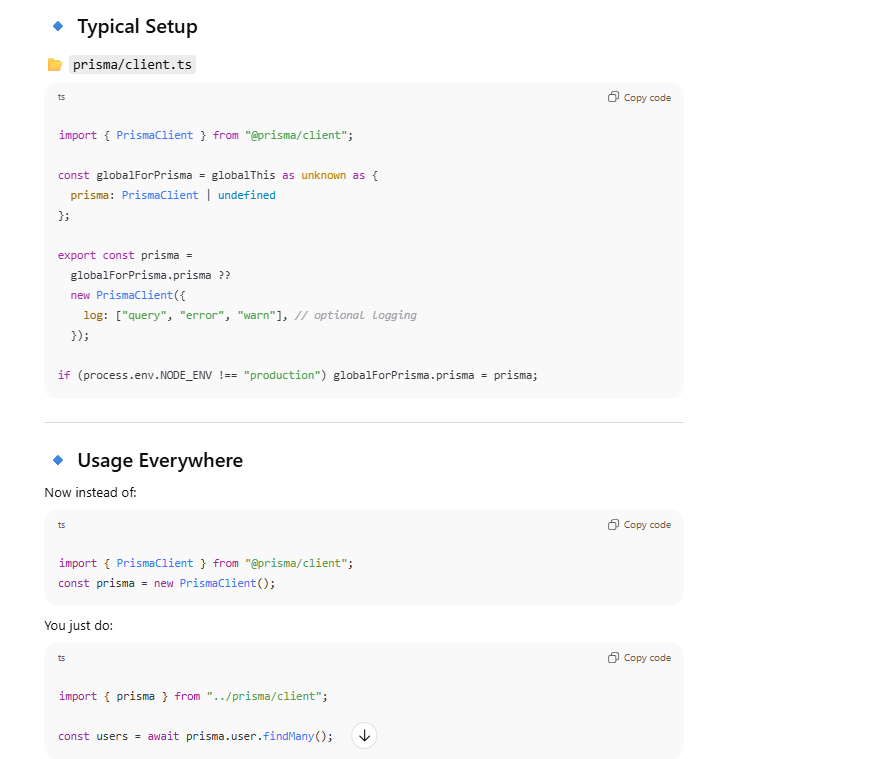 Typical Setup
prisma/client.ts
ts
Copy code
import { PrismaClient } from "@prisma/client";
const globalForPrisma = globalThis as unknown as {
  prisma: PrismaClient | undefined
};
export const prisma =
  globalForPrisma.prisma ??
  new PrismaClient({
    log: ["query", "error", "warn"], // optional logging
  });
if (process.env.NODE_ENV !== "production") globalForPrisma.prisma = prisma;
Usage Everywhere
Now instead of:
ts
Copy code
import { PrismaClient } from "@prisma/client";
const prisma = new PrismaClient();
You just do:
ts
Copy code
import { prisma } from "../prisma/client";
const users = await prisma.user.findMany();